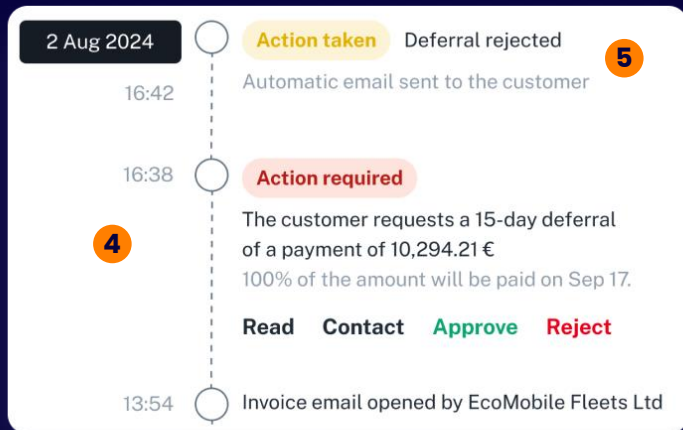 2 Aug 2024
Action taken Deferral rejected
5
Automatic email sent to the customer
16:42
16:38
Action required
The customer requests a 15-day deferral
4
of a payment of 10,294.21 €
100% of the amount will be paid on Sep 17.
Read Contact Approve Reject
13:54
Invoice email opened by EcoMobile Fleets Ltd